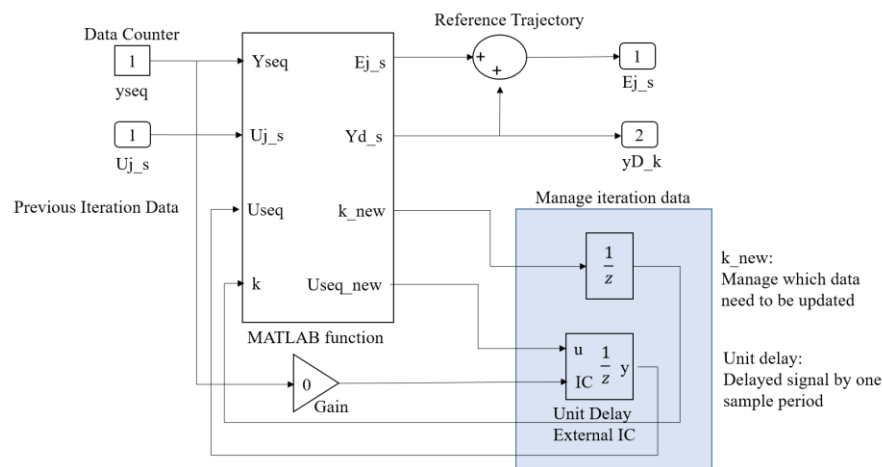 Reference Trajectory
Data Counter
1
yseq
Yseq
Ej_s
+
+
1
Ej_s
1
Uj_s
Uj_s
Yd_s
2
yD_k
Previous Iteration Data
Useq
k_new
Manage iteration data
k
Useq_new
1
z
k_new:
Manage which data
need to be updated
MATLAB function
0
Gain
u
IC
1
z
y
Unit Delay
External IC
Unit delay:
Delayed signal by one
sample period